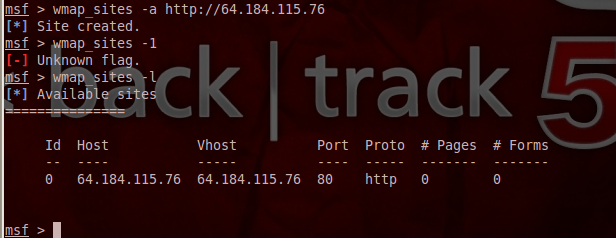 msf > wmap_sites -a http://64.184.115.76
[*] Site created.
msf > wmap_sites -1
[-] Unknown flag.
msf > wmap_sites -l
[*] Available sites
===============
Id Host Vhost Port Proto # Pages # Forms
-- ---- ----- ---- ----- ------- -------
0 64.184.115.76 64.184.115.76 80 http 0 0
msf >
back | track 5